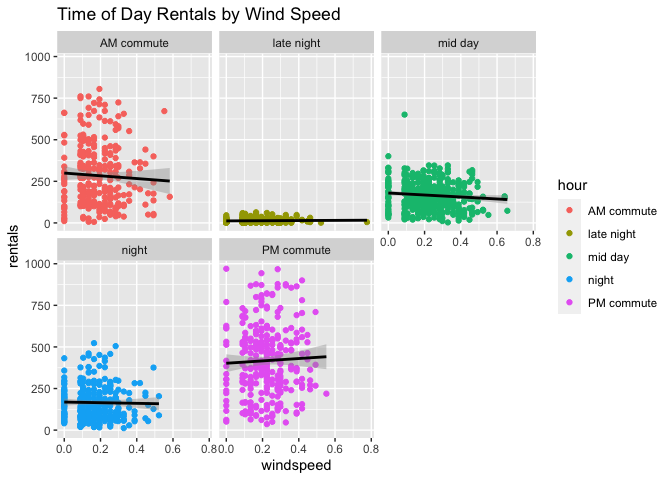 Time of Day Rentals by Wind Speed
AM commute
late night
mid day
1000
750
500
250
0
0.0 0.2 0.4 0.6 0.8
night
PM commute
1000
750
500
250
0
0.0 0.2 0.4 0.6 0.8
0.0 0.2 0.4 0.6 0.8
rentals
windspeed
hour
AM commute
late night
mid day
night
PM commute